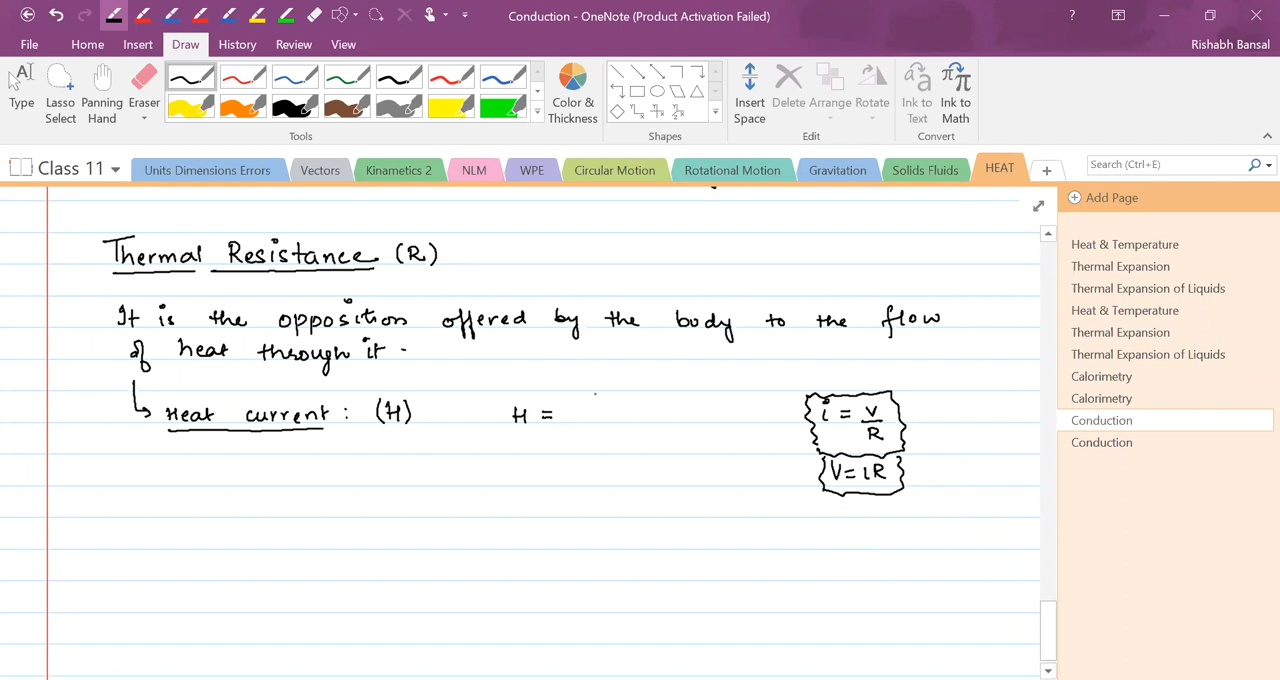 Conduction - OneNote (Product Activation Failed)
?
File Home Insert Draw History Review View
Rishabh Bansal
Type
Lasso Select
Panning Hand
Eraser
Color & Thickness
Insert Space
Delete
Arrange
Rotate
Ink to Text
Ink to Math
Tools
Shapes
Edit
Convert
Class 11
Units Dimensions Errors
Vectors
Kinametics 2
NLM
WPE
Circular Motion
Rotational Motion
Gravitation
Solids Fluids
HEAT
Search (Ctrl+E)
Add Page
Heat & Temperature
Thermal Expansion
Thermal Expansion of Liquids
Heat & Temperature
Thermal Expansion
Thermal Expansion of Liquids
Calorimetry
Calorimetry
Conduction
Conduction
Thermal Resistance (R)
It is the opposition offered by the body to the flow
of heat through it.
Heat current : (H) H =
i = V/R
V = iR